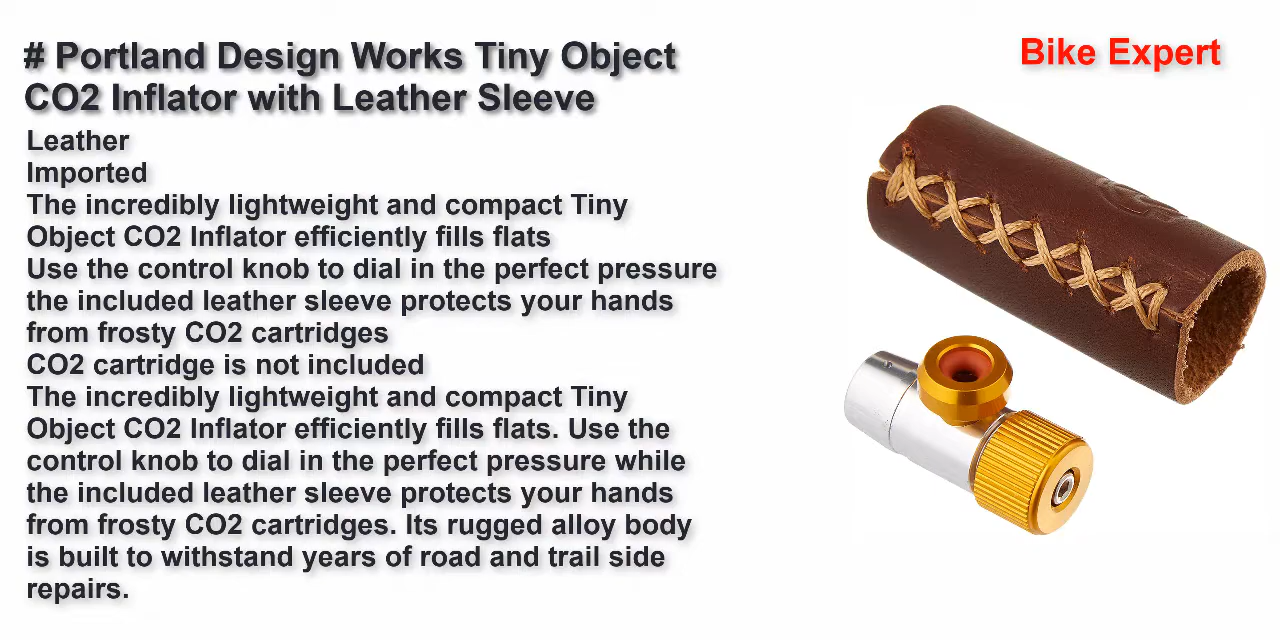 # Portland Design Works Tiny Object
CO2 Inflator with Leather Sleeve
Bike Expert
Leather
Imported
The incredibly lightweight and compact Tiny
Object CO2 Inflator efficiently fills flats
Use the control knob to dial in the perfect pressure
the included leather sleeve protects your hands
from frosty CO2 cartridges
CO2 cartridge is not included
The incredibly lightweight and compact Tiny
Object CO2 Inflator efficiently fills flats. Use the
control knob to dial in the perfect pressure while
the included leather sleeve protects your hands
from frosty CO2 cartridges. Its rugged alloy body
is built to withstand years of road and trail side
repairs.